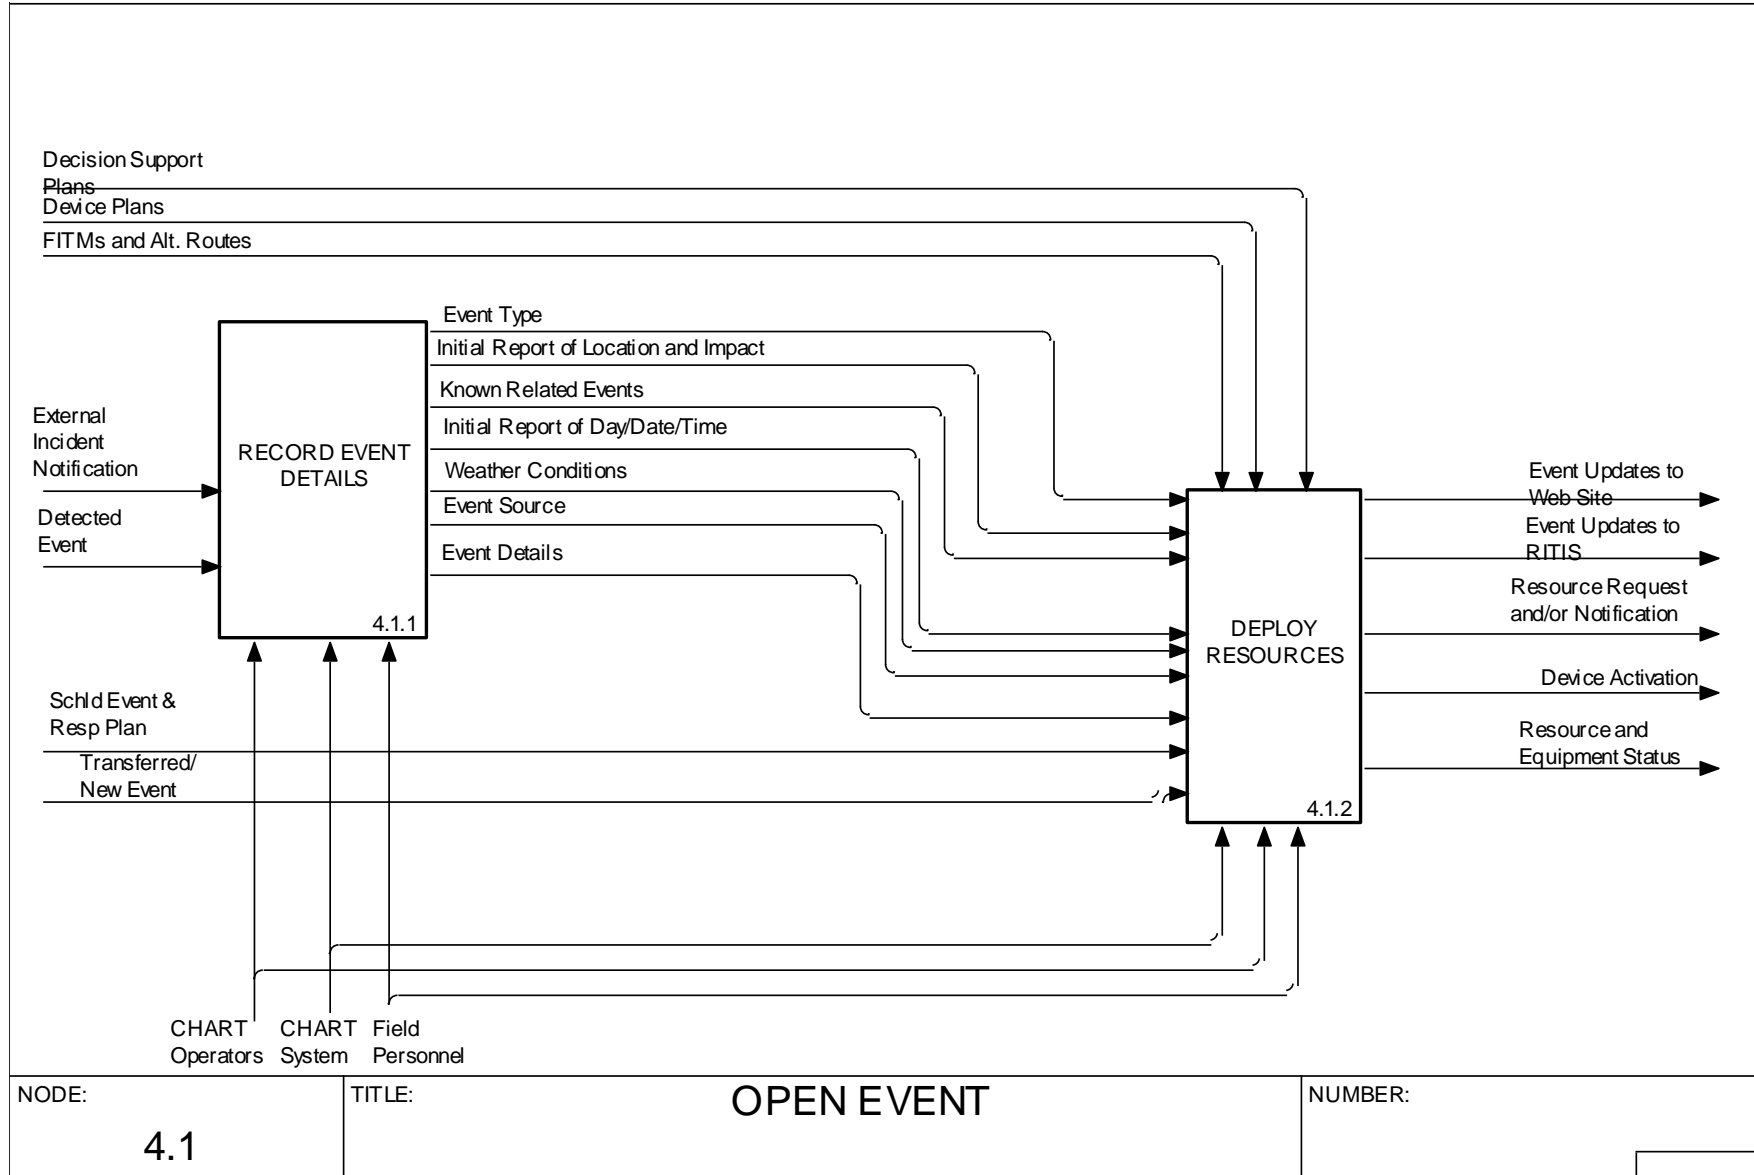 Decision Support
Plans
Device Plans
FITMs and Alt. Routes
Event Type
Initial Report of Location and Impact
Known Related Events
Initial Report of Day/Date/Time
Weather Conditions
Event Source
Event Details
External
Incident
Notification
Detected
Event
RECORD EVENT
DETAILS
4.1.1
Schld Event &
Resp Plan
Transferred/
New Event
DEPLOY
RESOURCES
4.1.2
Event Updates to
Web Site
Event Updates to
RITIS
Resource Request
and/or Notification
Device Activation
Resource and
Equipment Status
CHART
Operators
CHART
System
Field
Personnel
NODE:
4.1
TITLE:
OPEN EVENT
NUMBER: